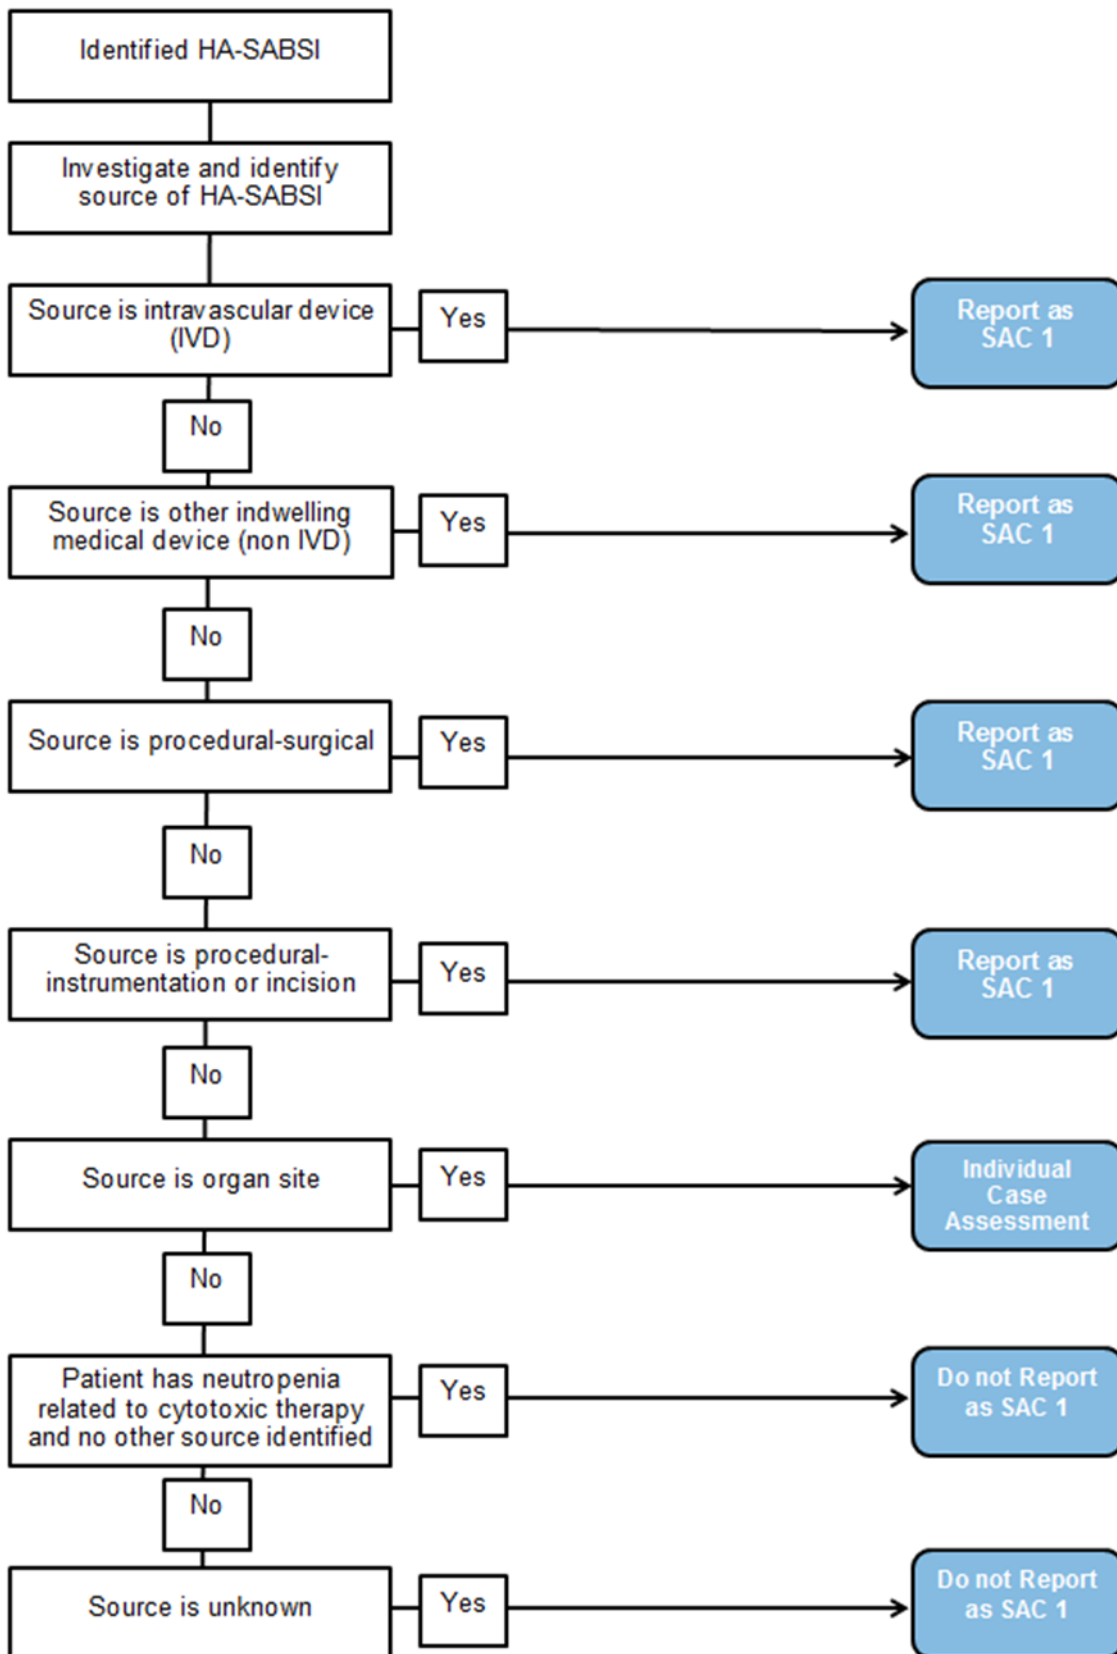 Identified HA-SABSI
Investigate and identify
source of HA-SABSI
Source is intravascular device
(IVD)
Yes
Report as
SAC 1
No
Source is other indwelling
medical device (non IVD)
Yes
Report as
SAC 1
No
Source is procedural-surgical
Yes
Report as
SAC 1
No
Source is procedural-
instrumentation or incision
Yes
Report as
SAC 1
No
Source is organ site
Yes
Individual
Case
Assessment
No
Patient has neutropenia
related to cytotoxic therapy
and no other source identified
Yes
Do not Report
as SAC 1
No
Source is unknown
Yes
Do not Report
as SAC 1